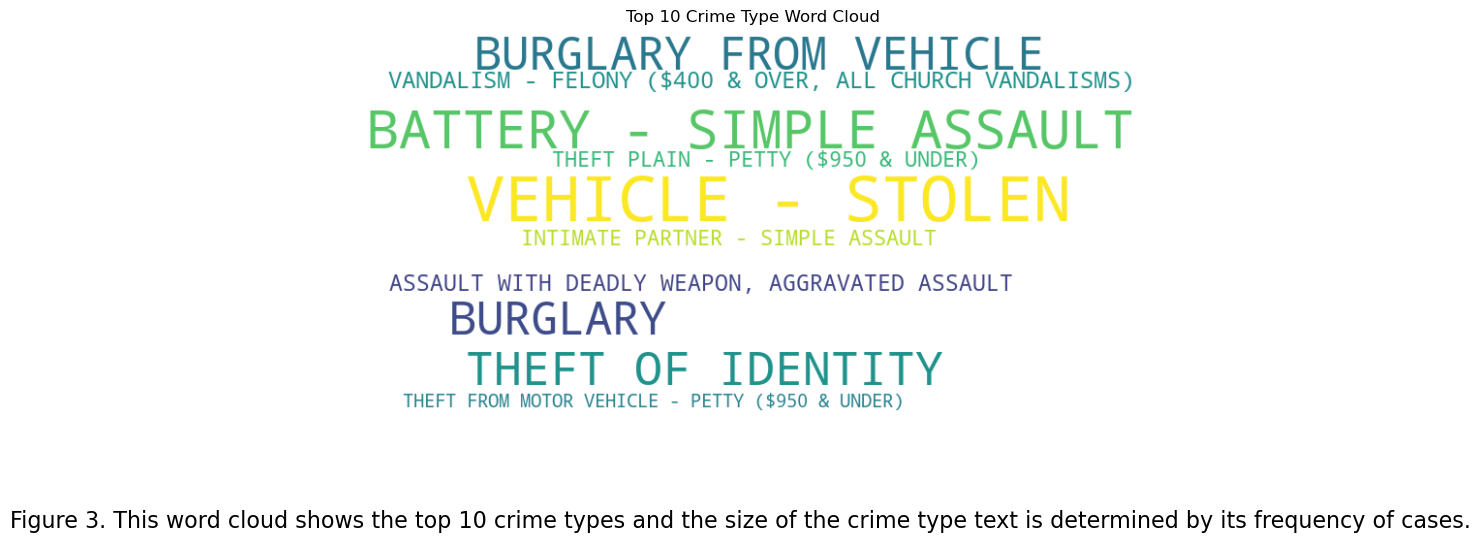 Top 10 Crime Type Word Cloud
BURGLARY FROM VEHICLE
VANDALISM - FELONY ($400 & OVER, ALL CHURCH VANDALISMS)
BATTERY - SIMPLE ASSAULT
THEFT PLAIN - PETTY ($950 & UNDER)
VEHICLE - STOLEN
INTIMATE PARTNER - SIMPLE ASSAULT
ASSAULT WITH DEADLY WEAPON, AGGRAVATED ASSAULT
BURGLARY
THEFT OF IDENTITY
THEFT FROM MOTOR VEHICLE - PETTY ($950 & UNDER)
Figure 3. This word cloud shows the top 10 crime types and the size of the crime type text is determined by its frequency of cases.